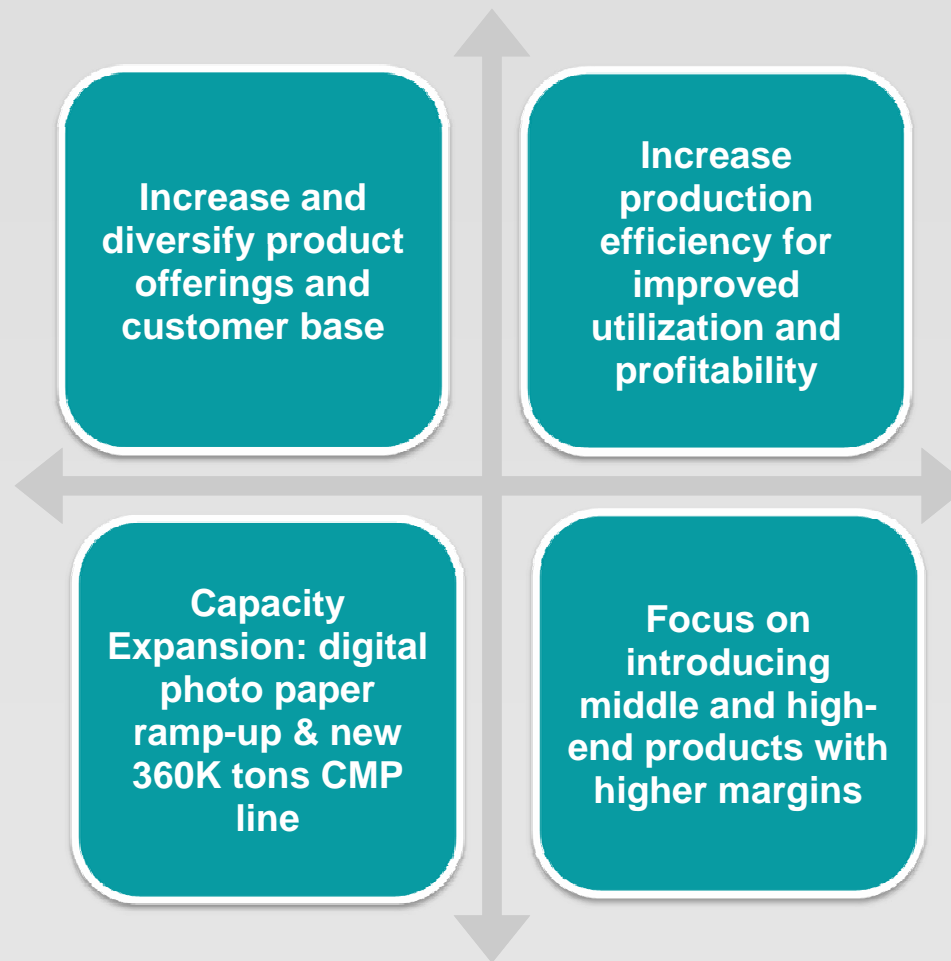 Increase and
diversify product
offerings and
customer base
Increase
production
efficiency for
improved
utilization and
profitability
Capacity
Expansion: digital
photo paper
ramp-up & new
360K tons CMP
line
Focus on
introducing
middle and high-
end products with
higher margins